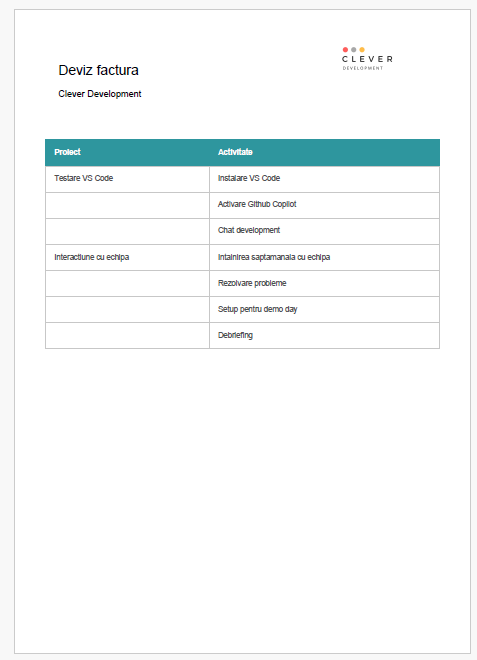 CLEVER
DEVELOPMENT
Deviz factura
Clever Development
Proiect Activitate
Testare VS Code Instalare VS Code
Activare Github Copilot
Chat development
Interactiune cu echipa Intalnirea saptamanala cu echipa
Rezolvare probleme
Setup pentru demo day
Debriefing